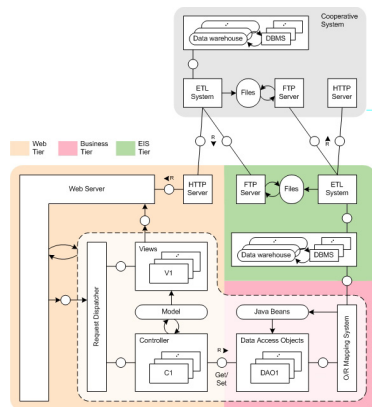 Cooperative
System
Data warehouse
DBMS
ETL
System
Files
FTP
Server
HTTP
Server
R
R
Web
Tier
Business
Tier
EIS
Tier
R
Web Server
HTTP
Server
FTP
Server
Files
ETL
System
Data warehouse
DBMS
Request Dispatcher
Views
V1
Model
Controller
C1
R
Get/
Set
Java Beans
Data Access Objects
DAO1
O/R Mapping System